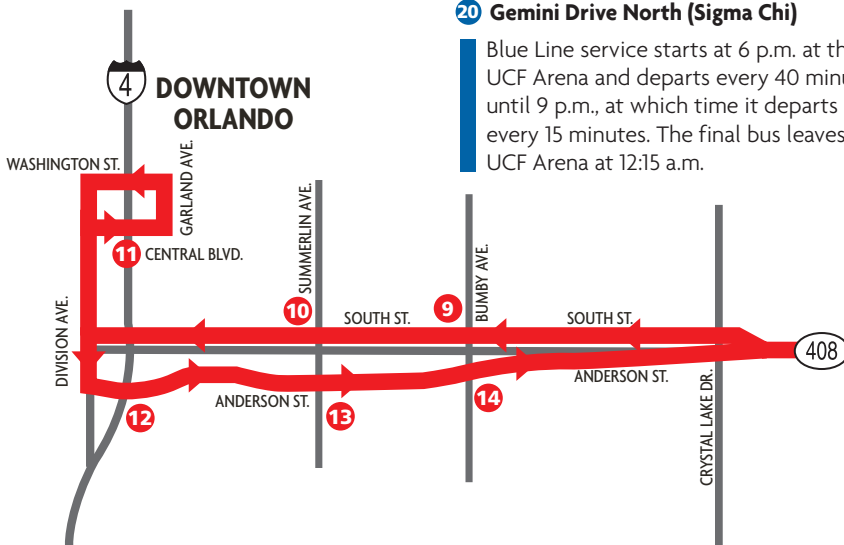 20 Gemini Drive North (Sigma Chi)
Blue Line service starts at 6 p.m. at
UCF Arena and departs every 40
until 9 p.m., at which time it departs
every 15 minutes. The final bus leaves
UCF Arena at 12:15 a.m.
4
DOWNTOWN
ORLANDO
WASHINGTON ST.
GARLAND AVE.
11 CENTRAL BLVD.
SUMMERLIN AVE.
BUMBY AVE.
10
9
SOUTH ST.
SOUTH ST.
DIVISION AVE.
408
ANDERSON ST.
ANDERSON ST.
CRYSTAL LAKE DR.
12
13
14